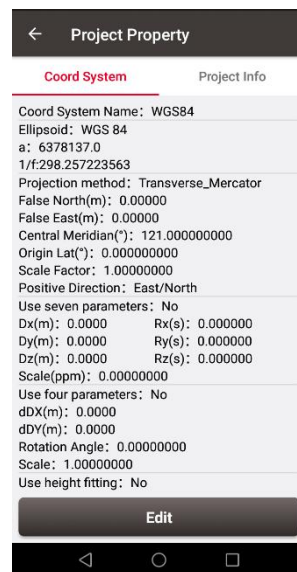 Project Property
Coord System Project Info
Coord System Name: WGS84
Ellipsoid: WGS 84
a: 6378137.0
1/f:298.257223563
Projection method: Transverse_Mercator
False North(m): 0.00000
False East(m): 0.00000
Central Meridian(°): 121.000000000
Origin Lat(°): 0.000000000
Scale Factor: 1.00000000
Positive Direction: East/North
Use seven parameters: No
Dx(m): 0.0000 Rx(s): 0.000000
Dy(m): 0.0000 Ry(s): 0.000000
Dz(m): 0.0000 Rz(s): 0.000000
Scale(ppm): 0.00000000
Use four parameters: No
dDX(m): 0.0000
dDY(m): 0.0000
Rotation Angle: 0.00000000
Scale: 1.00000000
Use height fitting: No
Edit